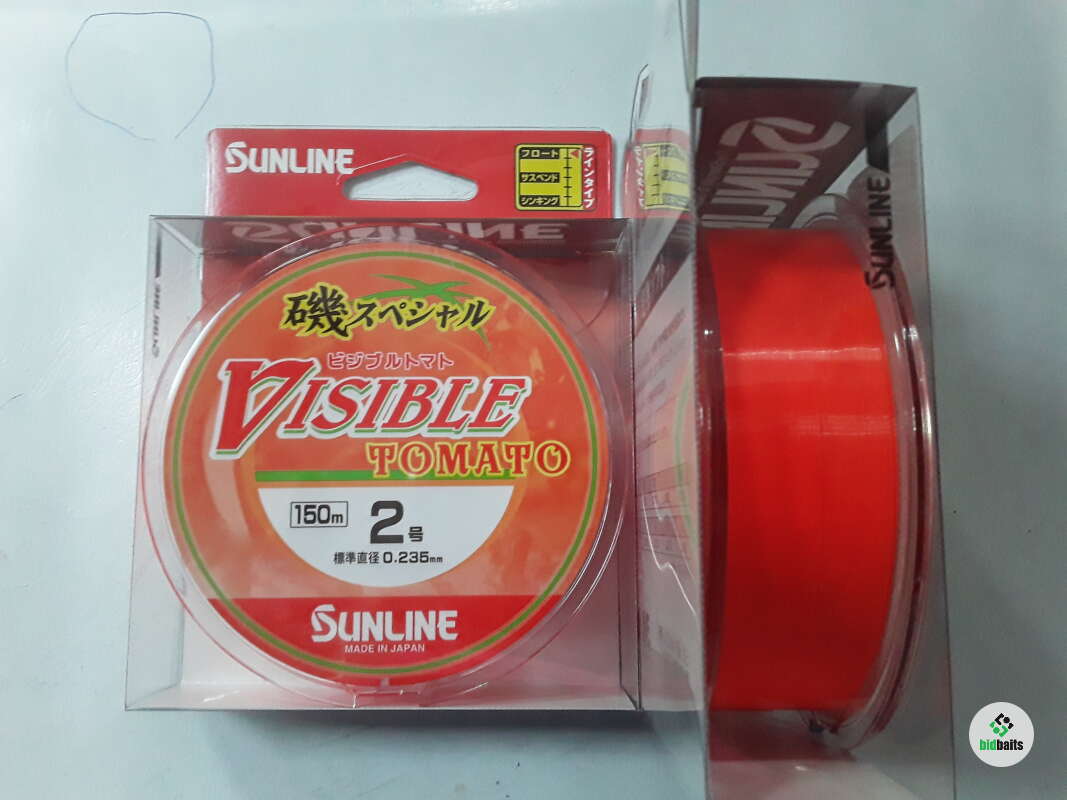 SUNLINE
フロート
サスペンド
シンキング
ラインタイプ
磯スペシャル
ビジブルトマト
VISIBLE
TOMATO
150m
2号
標準直径 0.235mm
SUNLINE
MADE IN JAPAN
SUNLINE
bidbaits